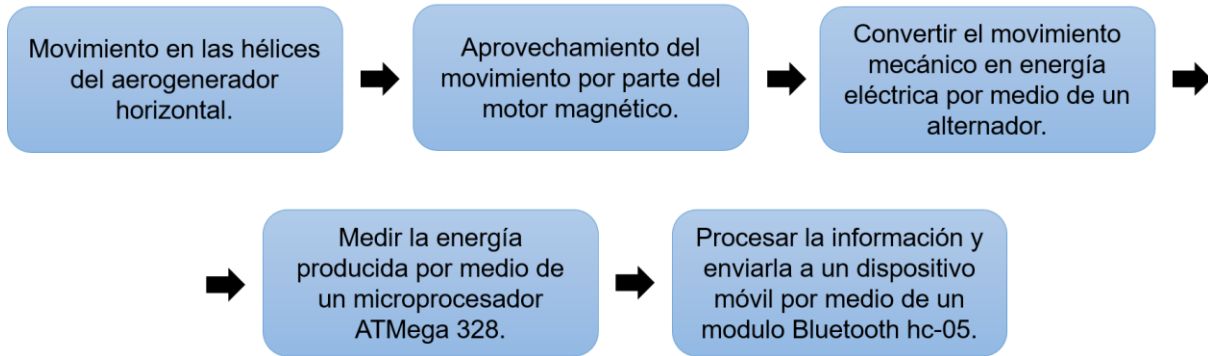 Movimiento en las hélices
del aerogenerador
horizontal.
Aprovechamiento del
movimiento por parte del
motor magnético.
Convertir el movimiento
mecánico en energía
eléctrica por medio de un
alternador.
Medir la energía
producida por medio de
un microprocesador
ATMega 328.
Procesar la información y
enviarla a un dispositivo
móvil por medio de un
modulo Bluetooth hc-05.